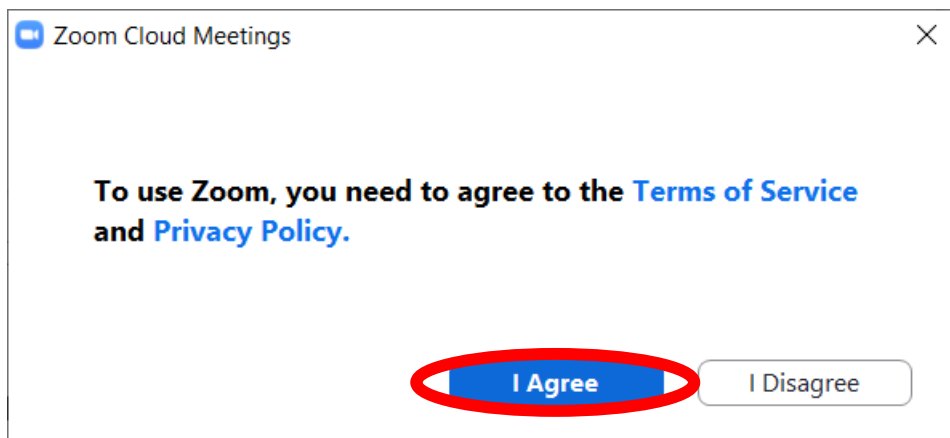 Zoom Cloud Meetings
To use Zoom, you need to agree to the Terms of Service
and Privacy Policy.
I Agree
I Disagree